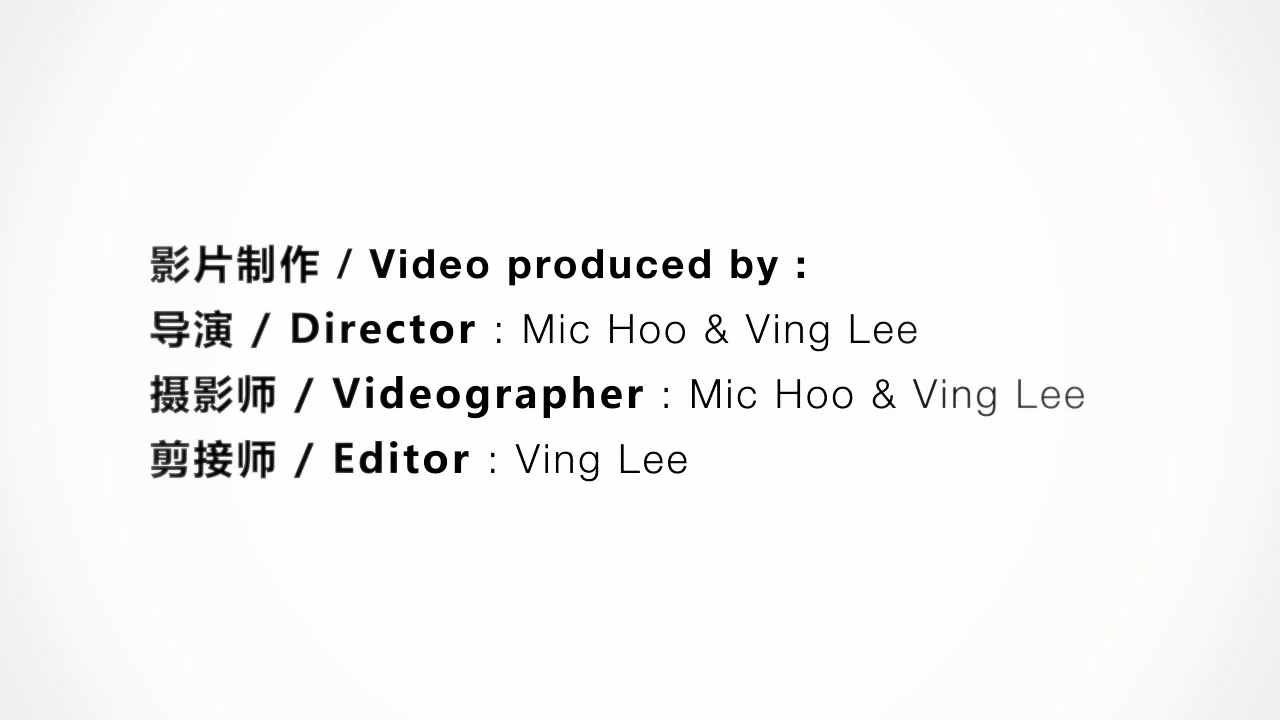 影片制作 / Video produced by :
导演 / Director : Mic Hoo & Ving Lee
摄影师 / Videographer : Mic Hoo & Ving Lee
剪接师 / Editor : Ving Lee